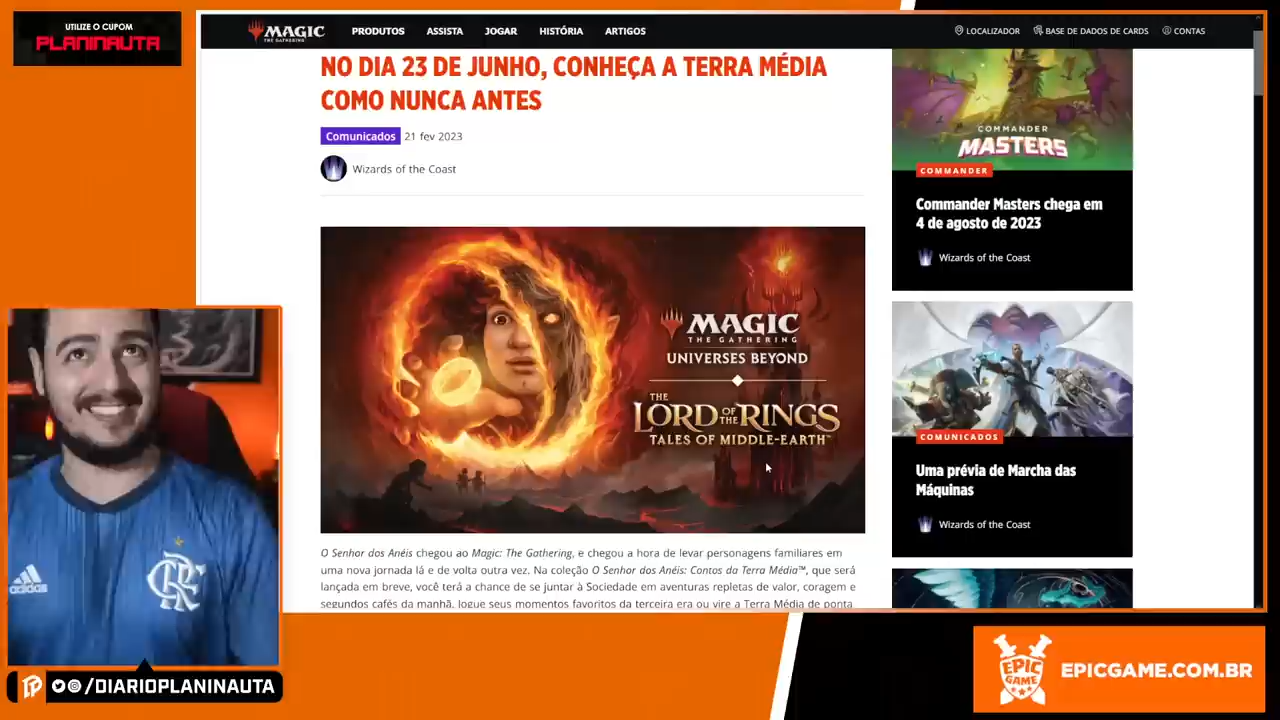 UTILIZE O CUPOM
PLANINAUTA
MAGIC
THE GATHERING
PRODUTOS
ASSISTA
JOGAR
HISTÓRIA
ARTIGOS
LOCALIZADOR
BASE DE DADOS DE CARDS
CONTAS
NO DIA 23 DE JUNHO, CONHEÇA A TERRA MÉDIA
COMO NUNCA ANTES
Comunicados 21 fev 2023
Wizards of the Coast
MAGIC
THE GATHERING
UNIVERSES BEYOND
THE
LORD OF THE RINGS
TALES OF MIDDLE-EARTH™
O Senhor dos Anéis chegou ao Magic: The Gathering, e chegou a hora de levar personagens familiares em
uma nova jornada lá e de volta outra vez. Na coleção O Senhor dos Anéis: Contos da Terra Média™, que será
lançada em breve, você terá a chance de se juntar à Sociedade em aventuras repletas de valor, coragem e
segundos cafés da manhã. Jogue seus momentos favoritos da terceira era ou vire a Terra Média de ponta
COMMANDER
MASTERS
COMMANDER
Commander Masters chega em
4 de agosto de 2023
Wizards of the Coast
COMUNICADOS
Uma prévia de Marcha das
Máquinas
Wizards of the Coast
adidas
CRF
/DIARIOPLANINAUTA
EPIC
GAME
EPICGAME.COM.BR